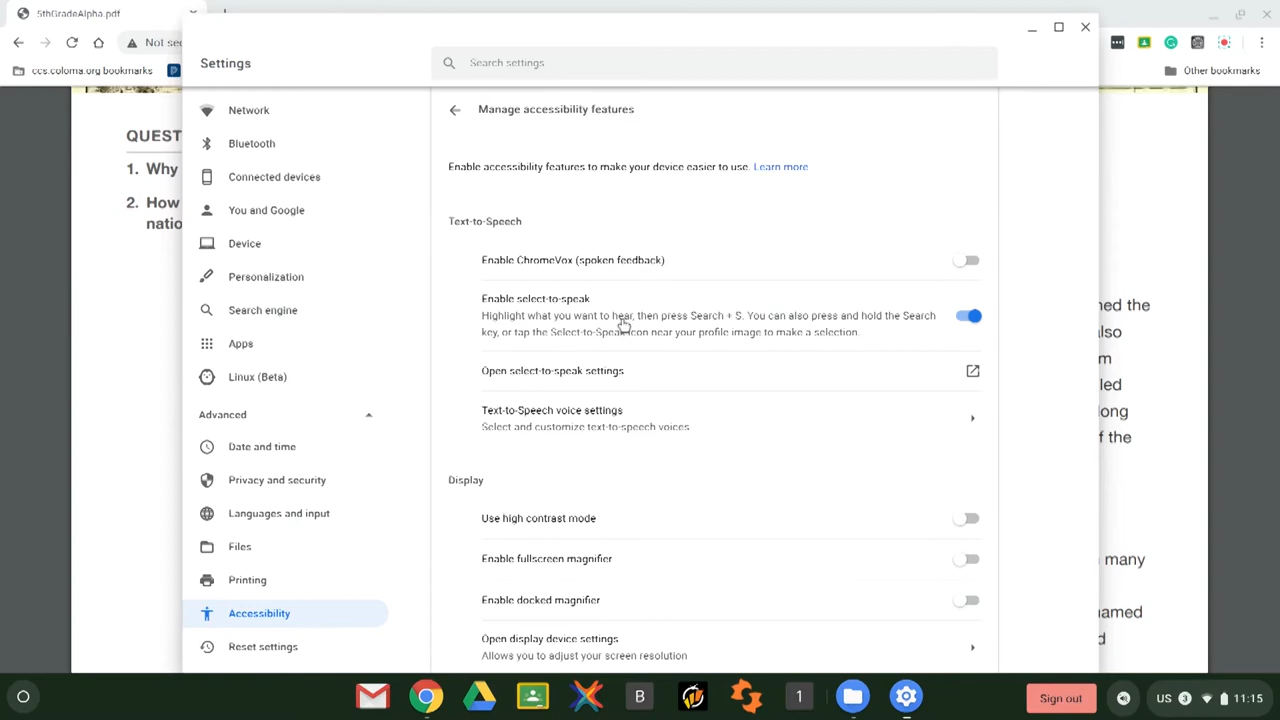 5thGradeAlpha.pdf
Not sec
ccs.coloma.org bookmarks
Other bookmarks
Settings
Search settings
Network
Bluetooth
Connected devices
You and Google
Device
Personalization
Search engine
Apps
Linux (Beta)
Advanced
Date and time
Privacy and security
Languages and input
Files
Printing
Accessibility
Reset settings
Manage accessibility features
Enable accessibility features to make your device easier to use. Learn more
Text-to-Speech
Enable ChromeVox (spoken feedback)
Enable select-to-speak
Highlight what you want to hear, then press Search + S. You can also press and hold the Search
key, or tap the Select-to-Speak icon near your profile image to make a selection.
Open select-to-speak settings
Text-to-Speech voice settings
Select and customize text-to-speech voices
Display
Use high contrast mode
Enable fullscreen magnifier
Enable docked magnifier
Open display device settings
Allows you to adjust your screen resolution
QUEST
1. Why
2. How
natio
ned the
also
m
led
long
f the
many
named
d
B
1
Sign out
US 3 11:15